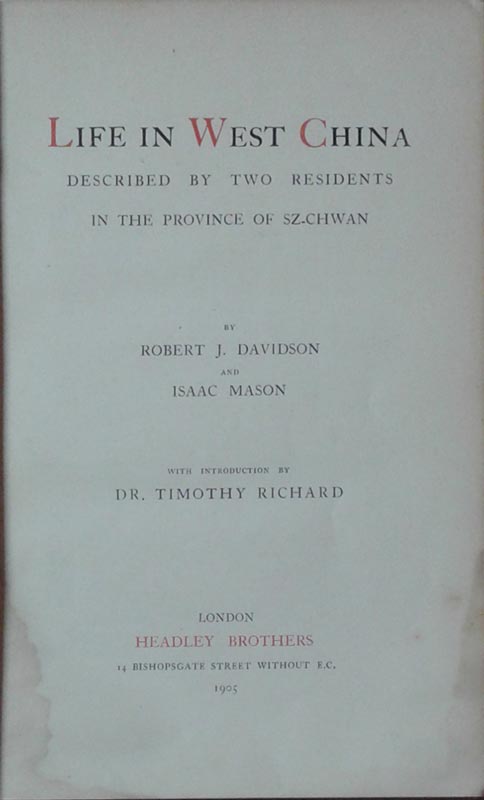 LIFE IN WEST CHINA
DESCRIBED BY TWO RESIDENTS
IN THE PROVINCE OF SZ-CHWAN
BY
ROBERT J. DAVIDSON
AND
ISAAC MASON
WITH INTRODUCTION BY
DR. TIMOTHY RICHARD
LONDON
HEADLEY BROTHERS
14 BISHOPSGATE STREET WITHOUT E.C.
1905